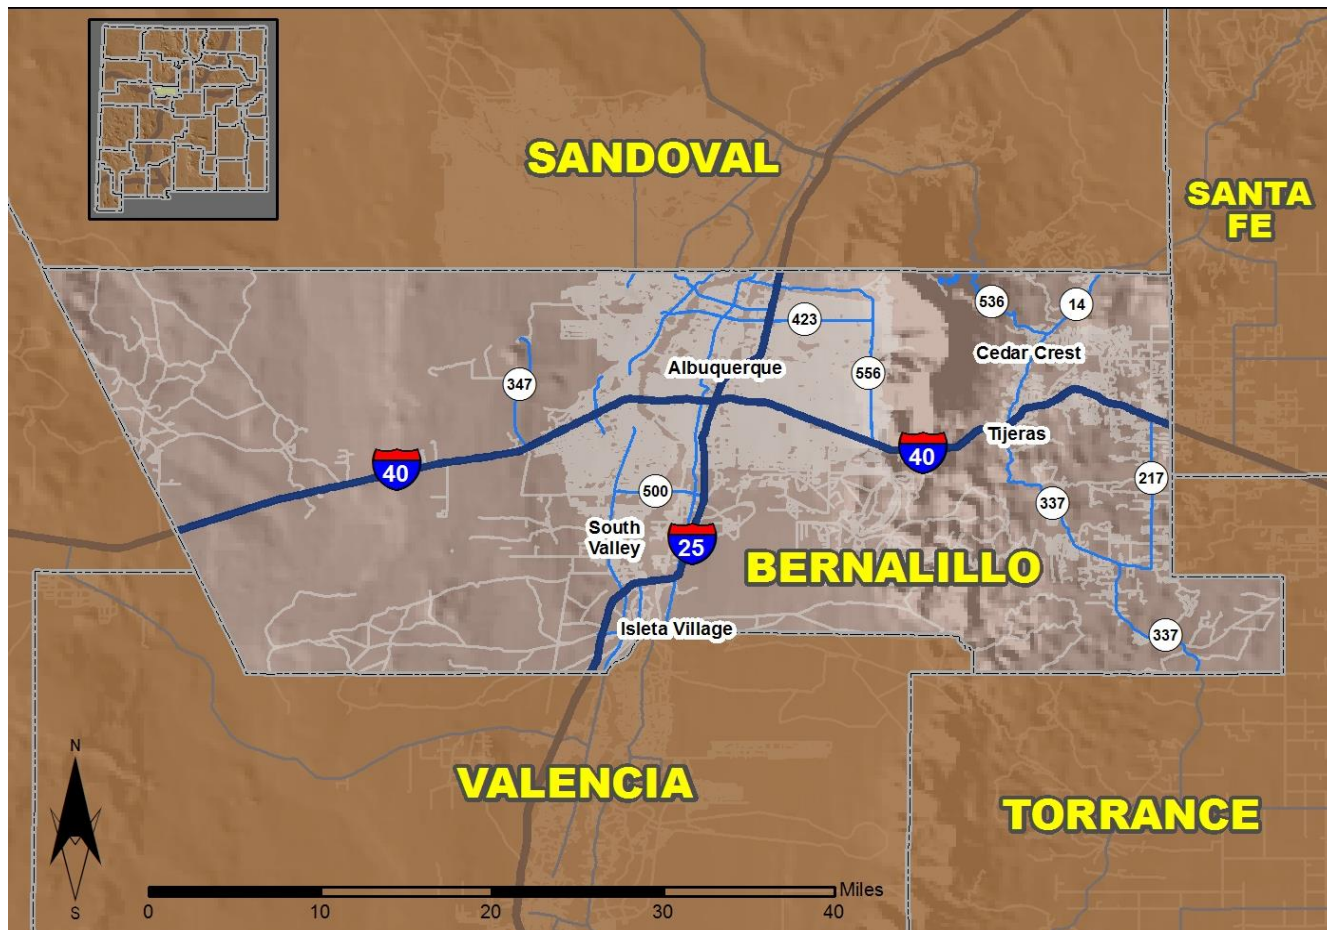 SANDOVAL
SANTA
FE
536
14
423
Cedar Crest
Albuquerque
556
347
Tijeras
40
40
217
500
337
South
Valley
25
BERNALILLO
Isleta Village
337
N
VALENCIA
TORRANCE
Miles
S
0
10
20
30
40